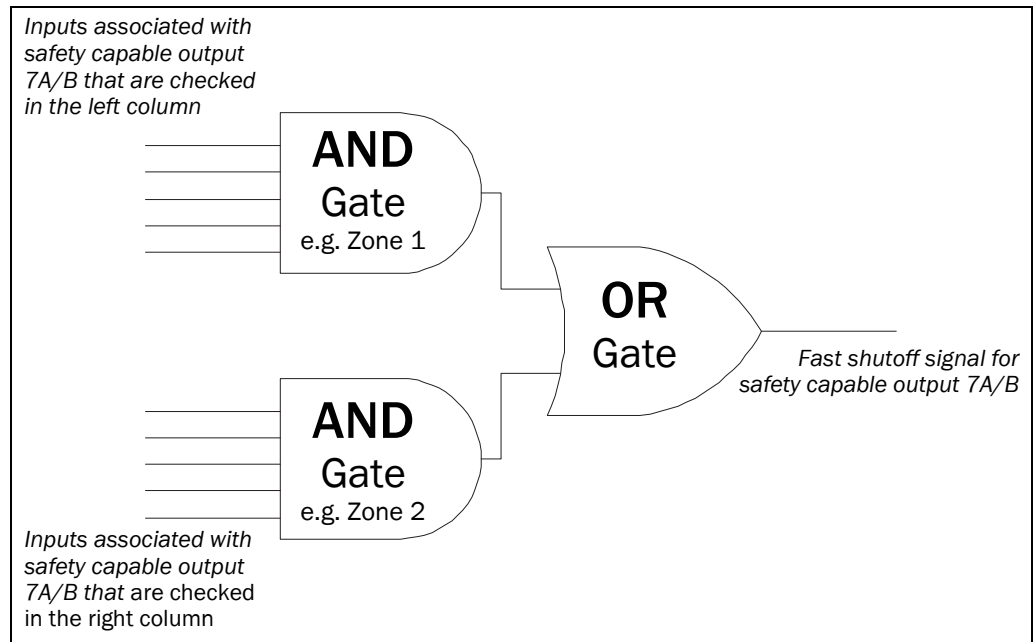 Inputs associated with
safety capable output
7A/B that are checked
in the left column
AND
Gate
e.g. Zone 1
OR
Gate
Fast shutoff signal for
safety capable output 7A/B
AND
Gate
e.g. Zone 2
Inputs associated with
safety capable output
7A/B that are checked
in the right column